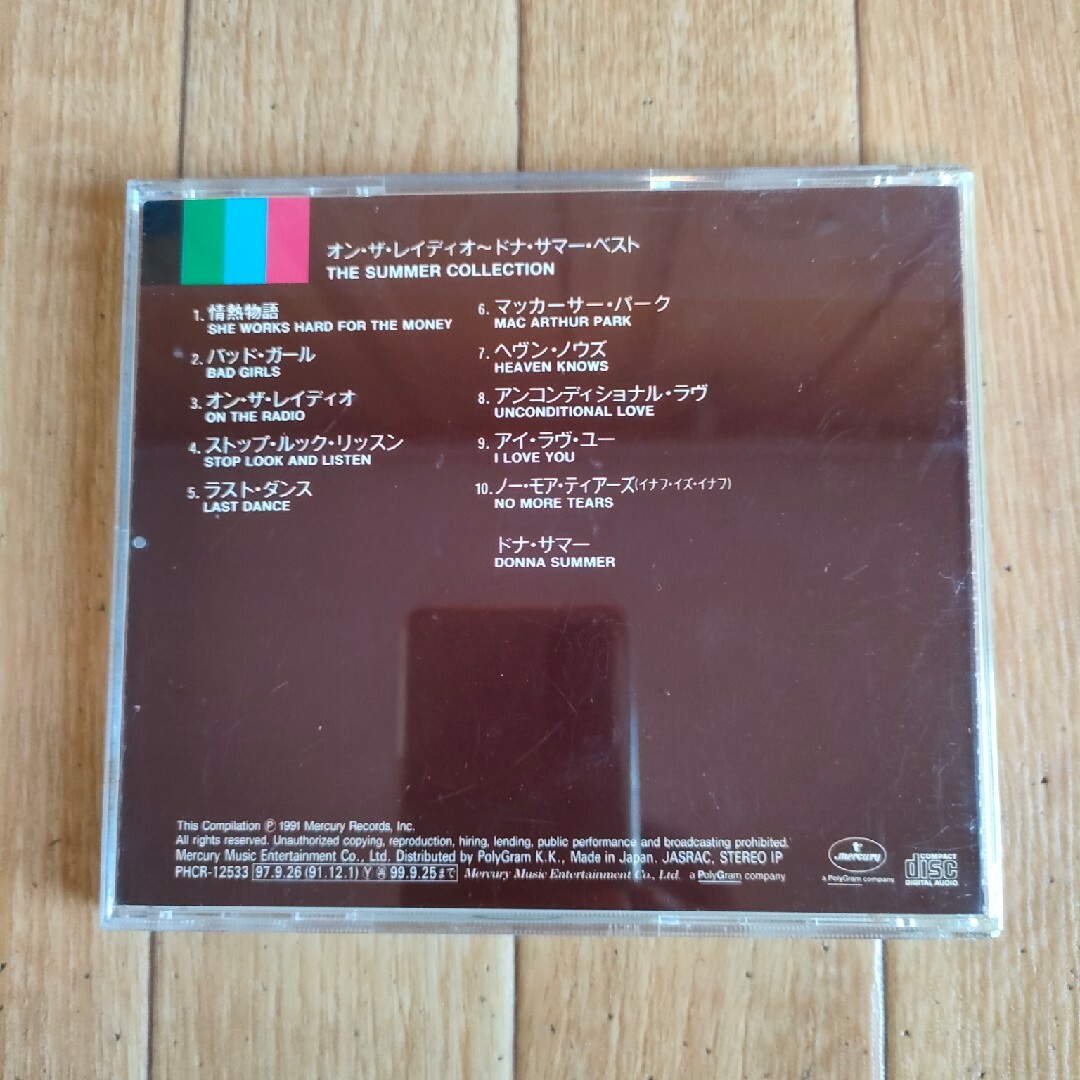 オン・ザ・レイディオ〜ドナ・サマー・ベスト
THE SUMMER COLLECTION
1. 情熱物語
SHE WORKS HARD FOR THE MONEY
2. バッド・ガール
BAD GIRLS
3. オン・ザ・レイディオ
ON THE RADIO
4. ストップ・ルック・リッスン
STOP LOOK AND LISTEN
5. ラスト・ダンス
LAST DANCE
6. マッカーサー・パーク
MAC ARTHUR PARK
7. ヘヴン・ノウズ
HEAVEN KNOWS
8. アンコンディショナル・ラヴ
UNCONDITIONAL LOVE
9. アイ・ラヴ・ユー
I LOVE YOU
10. ノー・モア・ティアーズ(イナフ・イズ・イナフ)
NO MORE TEARS
ドナ・サマー
DONNA SUMMER
This Compilation Ⓟ 1991 Mercury Records, Inc.
All rights reserved. Unauthorized copying, reproduction, hiring, lending, public performance and broadcasting prohibited.
Mercury Music Entertainment Co., Ltd. Distributed by PolyGram K.K., Made in Japan. JASRAC, STEREO IP
PHCR-12533 97.9.26 (91.12.1) Y 再 99.9.25まで Mercury Music Entertainment Co., Ltd. a PolyGram company
mercury
a PolyGram company
COMPACT
disc
DIGITAL AUDIO